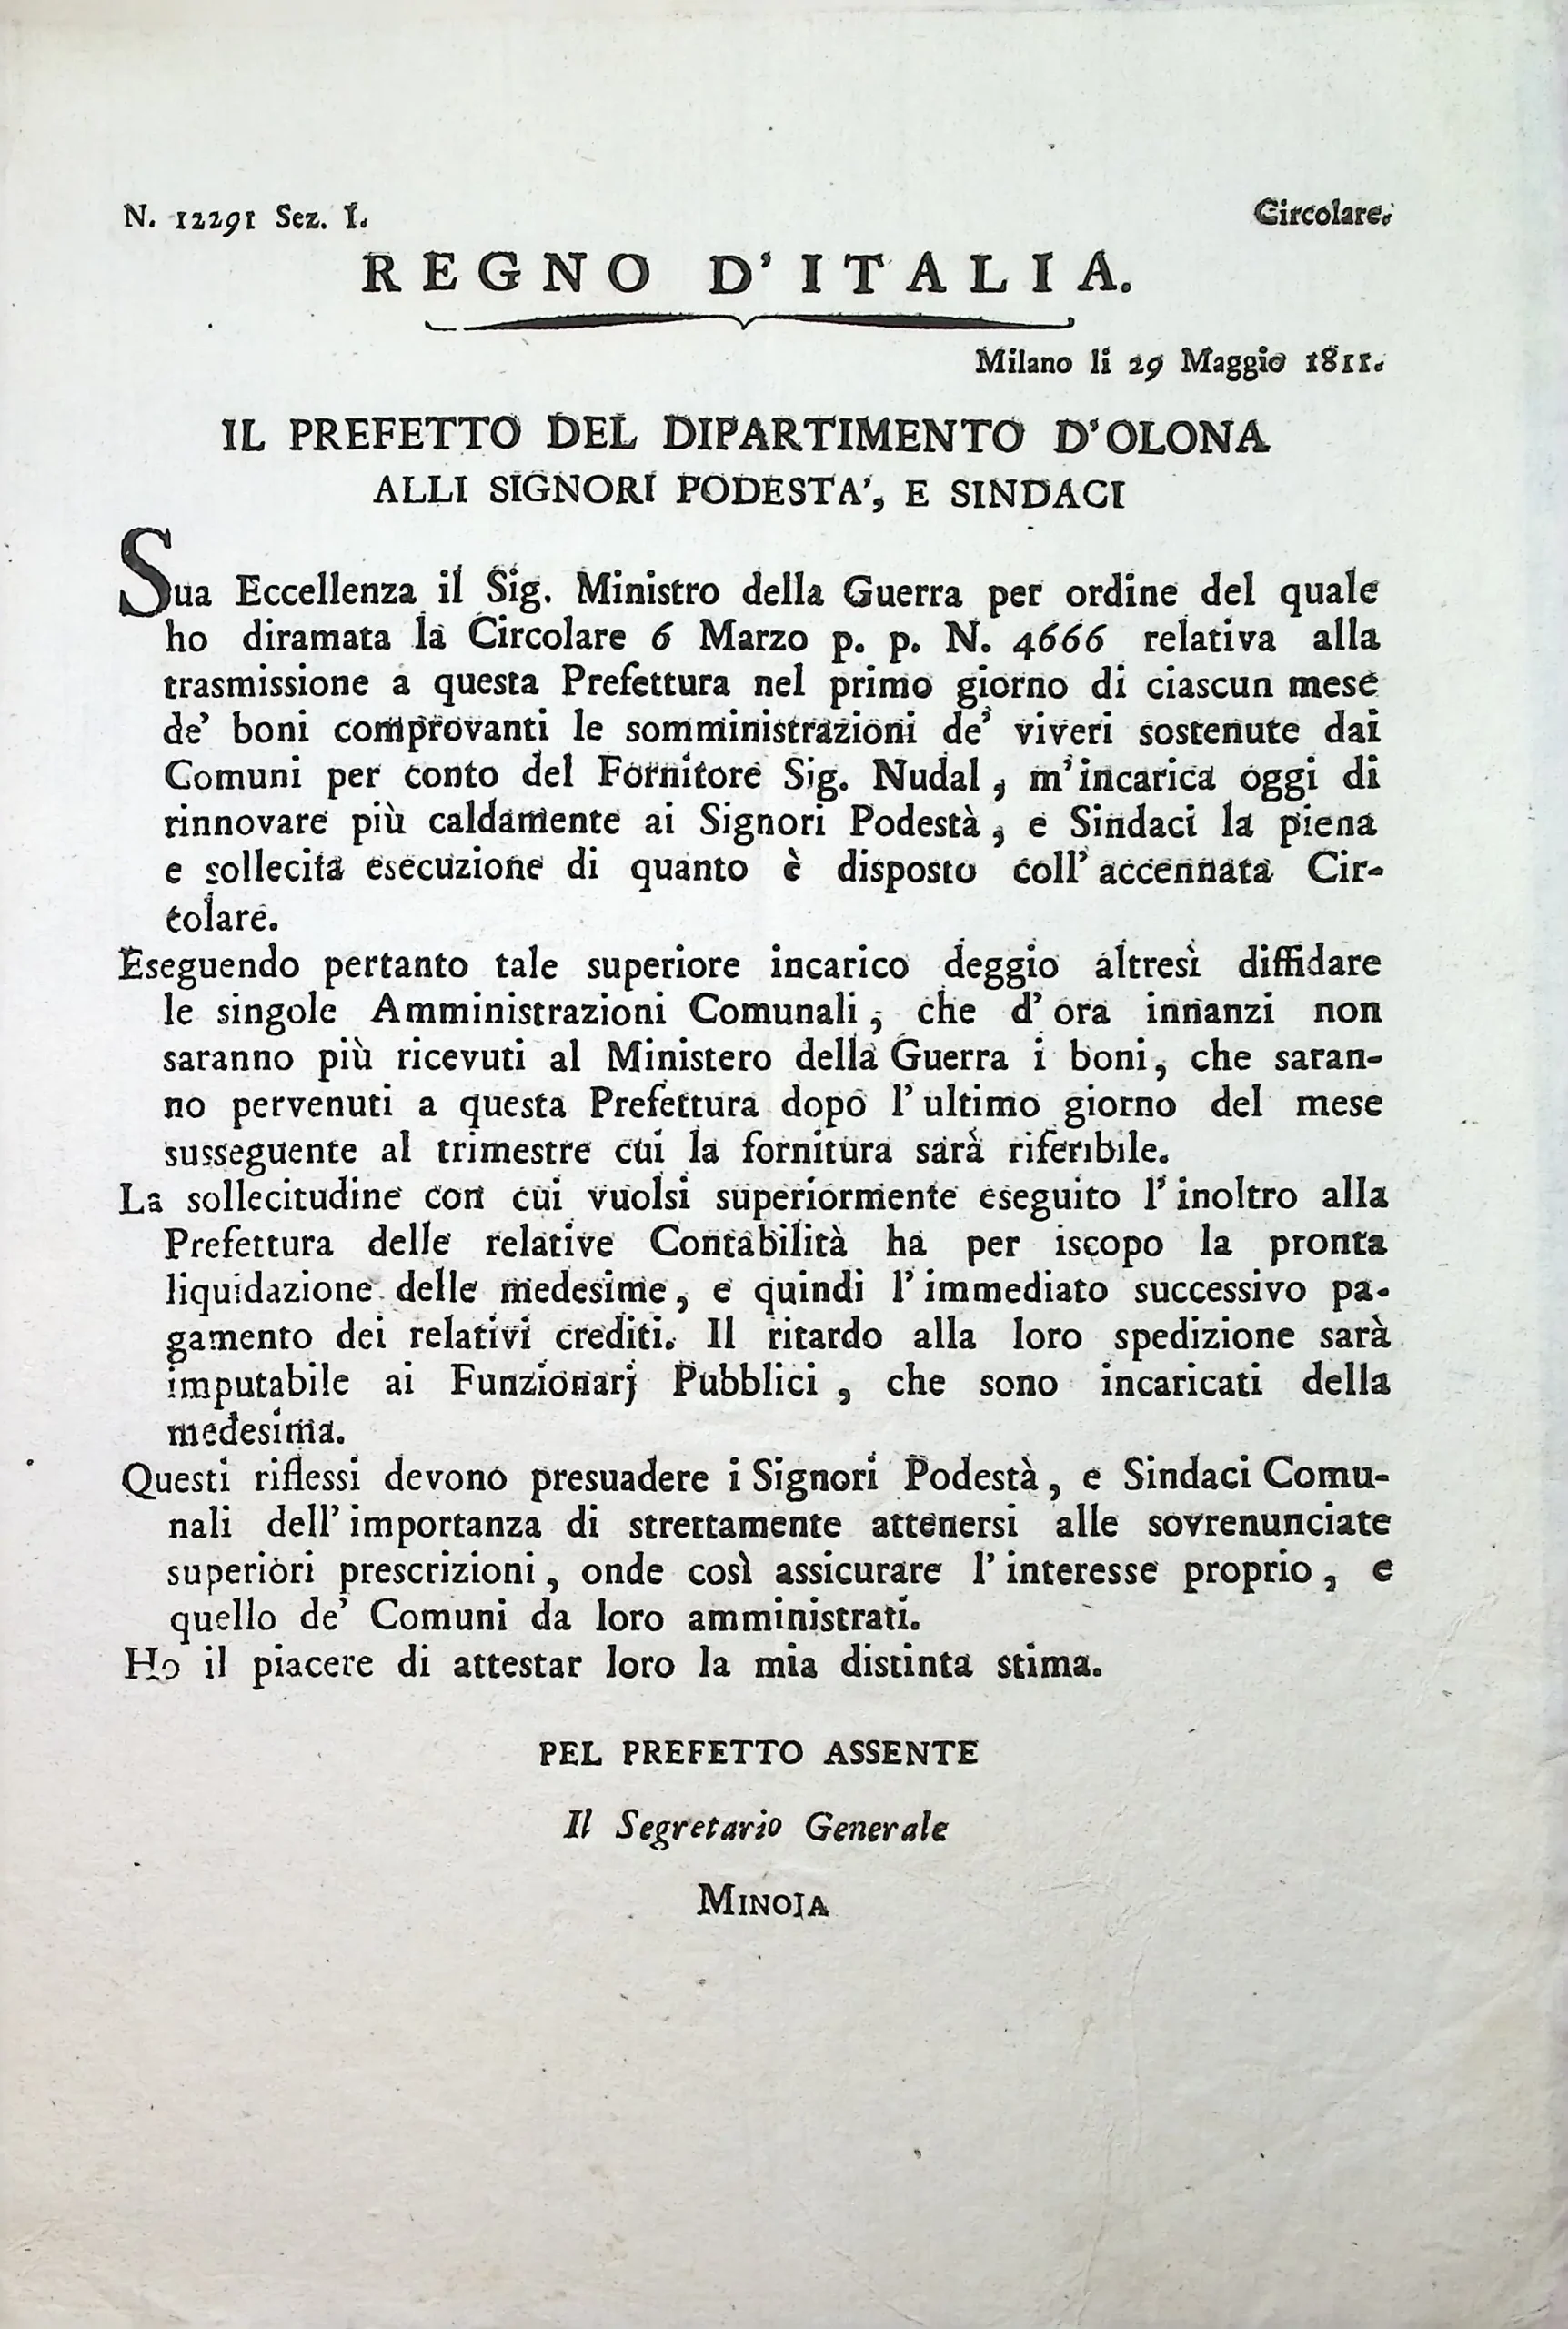 N. 12291 Sez. I.
Circolare.
REGNO D'ITALIA.
Milano li 29 Maggio 1811.
IL PREFETTO DEL DIPARTIMENTO D'OLONA
ALLI SIGNORI PODESTA', E SINDACI
Sua Eccellenza il Sig. Ministro della Guerra per ordine del quale
ho diramata la Circolare 6 Marzo p. p. N. 4666 relativa alla
trasmissione a questa Prefettura nel primo giorno di ciascun mese
de' boni comprovanti le somministrazioni de' viveri sostenute dai
Comuni per conto del Fornitore Sig. Nudal, m'incarica oggi di
rinnovare più caldamente ai Signori Podestà, e Sindaci la piena
e sollecita esecuzione di quanto è disposto coll' accennata Cir-
colare.
Eseguendo pertanto tale superiore incarico deggio altresì diffidare
le singole Amministrazioni Comunali, che d' ora innanzi non
saranno più ricevuti al Ministero della Guerra i boni, che saran-
no pervenuti a questa Prefettura dopo l' ultimo giorno del mese
susseguente al trimestre cui la fornitura sarà riferibile.
La sollecitudine con cui vuolsi superiormente eseguito l' inoltro alla
Prefettura delle relative Contabilità ha per iscopo la pronta
liquidazione delle medesime, e quindi l' immediato successivo pa-
gamento dei relativi crediti. Il ritardo alla loro spedizione sarà
imputabile ai Funzionarj Pubblici, che sono incaricati della
medesima.
Questi riflessi devono presuadere i Signori Podestà, e Sindaci Comu-
nali dell' importanza di strettamente attenersi alle sovrenunciate
superiori prescrizioni, onde così assicurare l' interesse proprio, e
quello de' Comuni da loro amministrati.
Ho il piacere di attestar loro la mia distinta stima.
PEL PREFETTO ASSENTE
Il Segretario Generale
MINOJA